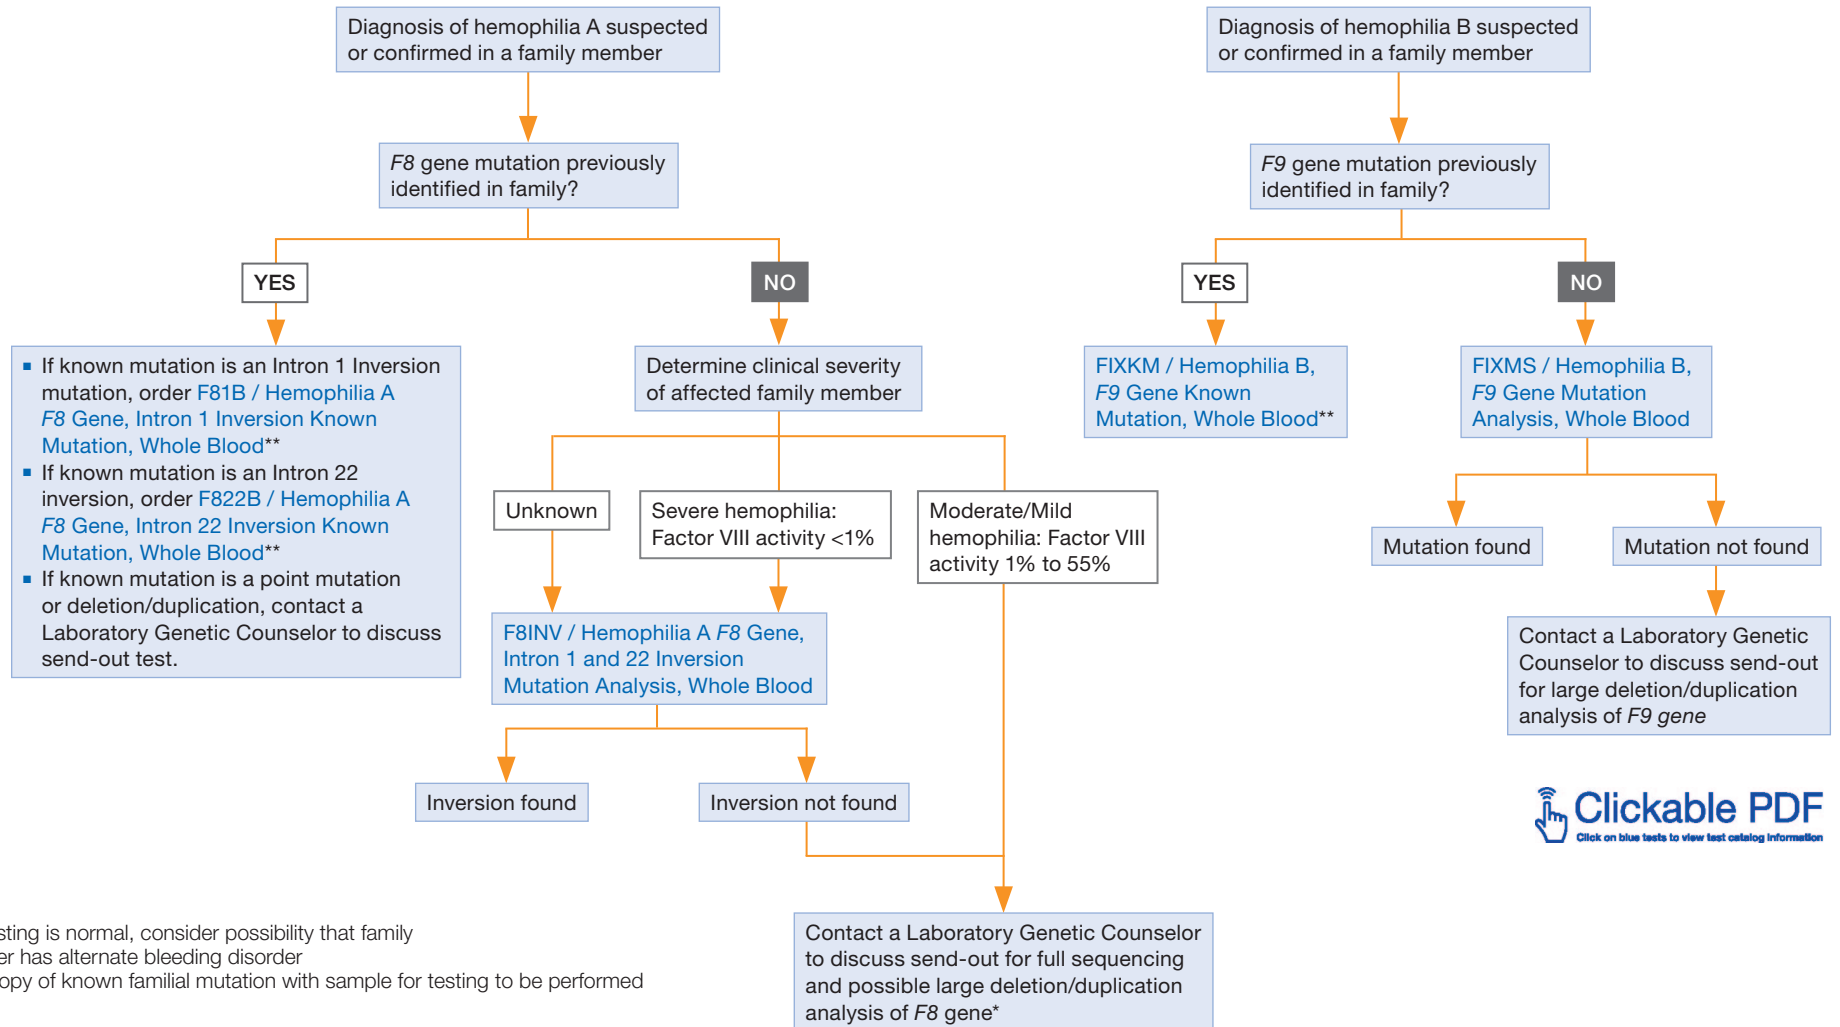 Diagnosis of hemophilia A suspected
or confirmed in a family member
F8 gene mutation previously
identified in family?
YES
NO
▪ If known mutation is an Intron 1 Inversion
mutation, order F81B / Hemophilia A
F8 Gene, Intron 1 Inversion Known
Mutation, Whole Blood**
▪ If known mutation is an Intron 22
inversion, order F822B / Hemophilia A
F8 Gene, Intron 22 Inversion Known
Mutation, Whole Blood**
▪ If known mutation is a point mutation
or deletion/duplication, contact a
Laboratory Genetic Counselor to discuss
send-out test.
Determine clinical severity
of affected family member
Unknown
Severe hemophilia:
Factor VIII activity <1%
Moderate/Mild
hemophilia: Factor VIII
activity 1% to 55%
F8INV / Hemophilia A F8 Gene,
Intron 1 and 22 Inversion
Mutation Analysis, Whole Blood
Inversion found
Inversion not found
Contact a Laboratory Genetic Counselor
to discuss send-out for full sequencing
and possible large deletion/duplication
analysis of F8 gene*
Diagnosis of hemophilia B suspected
or confirmed in a family member
F9 gene mutation previously
identified in family?
YES
NO
FIXKM / Hemophilia B,
F9 Gene Known
Mutation, Whole Blood**
FIXMS / Hemophilia B,
F9 Gene Mutation
Analysis, Whole Blood
Mutation found
Mutation not found
Contact a Laboratory Genetic
Counselor to discuss send-out
for large deletion/duplication
analysis of F9 gene
Clickable PDF
Click on blue tests to view test catalog information
sting is normal, consider possibility that family
er has alternate bleeding disorder
opy of known familial mutation with sample for testing to be performed